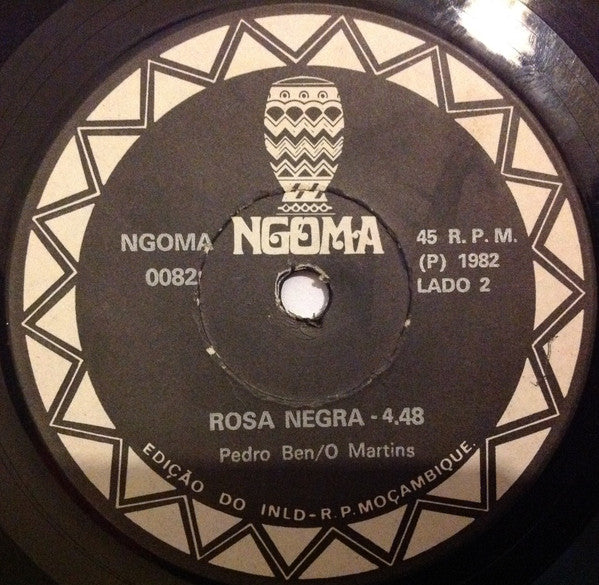 NGOMA
NGOMA
0082
45 R. P. M.
(P) 1982
LADO 2
ROSA NEGRA - 4.48
Pedro Ben/O Martins
EDIÇÃO DO INLD-R.P.MOÇAMBIQUE.